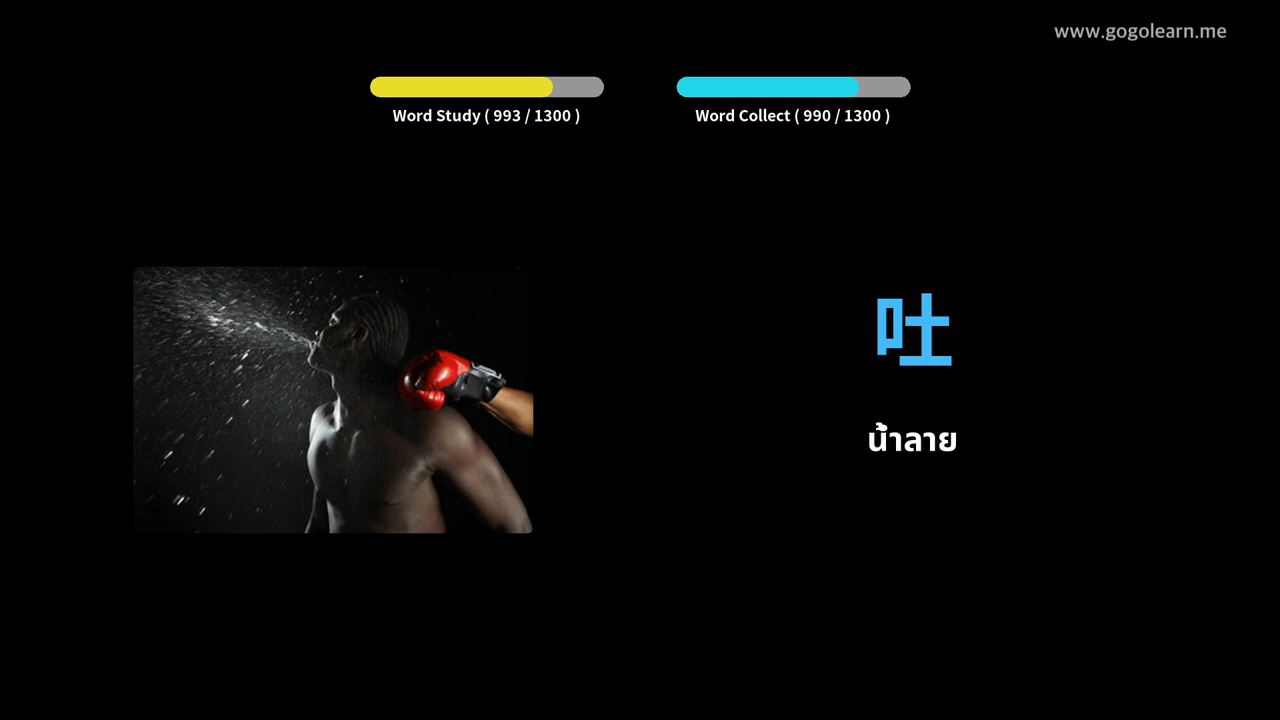 www.gogolearn.me
Word Study ( 993 / 1300 )
Word Collect ( 990 / 1300 )
吐
น้ำลาย